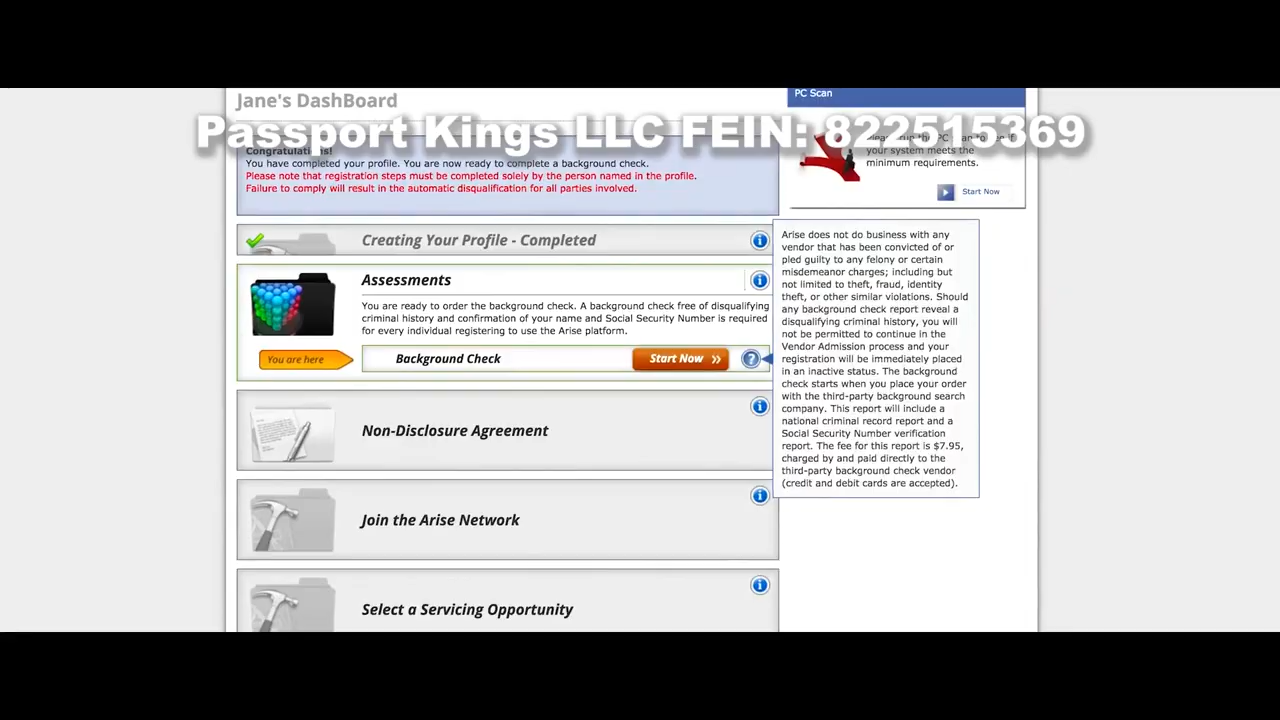 Jane's DashBoard
PC Scan
Passport Kings LLC FEIN: 822515369
Congratulations!
You have completed your profile. You are now ready to complete a background check.
Please note that registration steps must be completed solely by the person named in the profile.
Failure to comply will result in the automatic disqualification for all parties involved.
Please run the PC scan to see if
your system meets the
minimum requirements.
Start Now
Creating Your Profile - Completed
Assessments
You are ready to order the background check. A background check free of disqualifying
criminal history and confirmation of your name and Social Security Number is required
for every individual registering to use the Arise platform.
You are here
Background Check
Start Now
Arise does not do business with any
vendor that has been convicted of or
pled guilty to any felony or certain
misdemeanor charges; including but
not limited to theft, fraud, identity
theft, or other similar violations. Should
any background check report reveal a
disqualifying criminal history, you will
not be permitted to continue in the
Vendor Admission process and your
registration will be immediately placed
in an inactive status. The background
check starts when you place your order
with the third-party background search
company. This report will include a
national criminal record report and a
Social Security Number verification
report. The fee for this report is $7.95,
charged by and paid directly to the
third-party background check vendor
(credit and debit cards are accepted).
Non-Disclosure Agreement
Join the Arise Network
Select a Servicing Opportunity